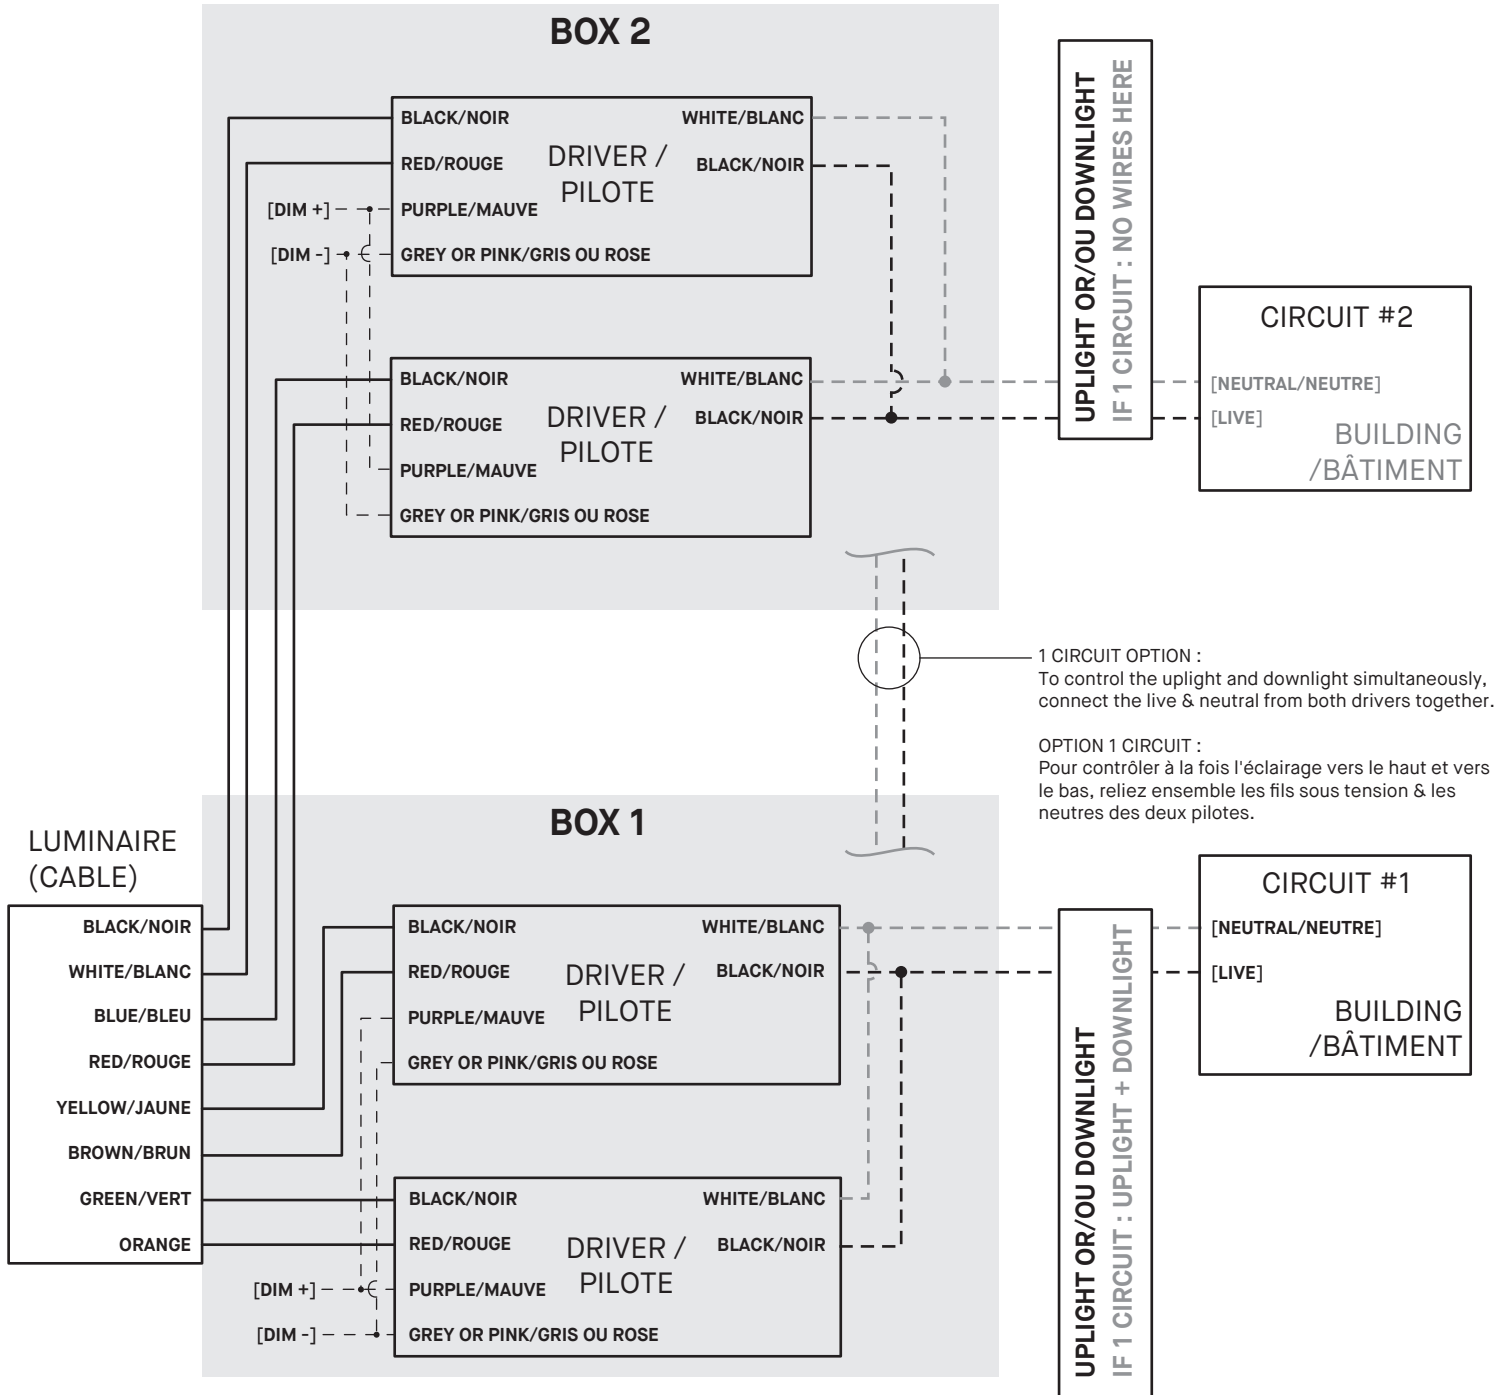 BOX 2
BLACK/NOIR
RED/ROUGE
[DIM +]
PURPLE/MAUVE
[DIM -]
GREY OR PINK/GRIS OU ROSE
DRIVER /
PILOTE
WHITE/BLANC
BLACK/NOIR
BLACK/NOIR
RED/ROUGE
PURPLE/MAUVE
GREY OR PINK/GRIS OU ROSE
DRIVER /
PILOTE
WHITE/BLANC
BLACK/NOIR
UPLIGHT OR/OU DOWNLIGHT
IF 1 CIRCUIT : NO WIRES HERE
CIRCUIT #2
[NEUTRAL/NEUTRE]
[LIVE]
BUILDING
/BÂTIMENT
1 CIRCUIT OPTION :
To control the uplight and downlight simultaneously,
connect the live & neutral from both drivers together.
OPTION 1 CIRCUIT :
Pour contrôler à la fois l'éclairage vers le haut et vers
le bas, reliez ensemble les fils sous tension & les
neutres des deux pilotes.
LUMINAIRE
(CABLE)
BLACK/NOIR
WHITE/BLANC
BLUE/BLEU
RED/ROUGE
YELLOW/JAUNE
BROWN/BRUN
GREEN/VERT
ORANGE
BOX 1
BLACK/NOIR
RED/ROUGE
PURPLE/MAUVE
GREY OR PINK/GRIS OU ROSE
DRIVER /
PILOTE
WHITE/BLANC
BLACK/NOIR
BLACK/NOIR
RED/ROUGE
[DIM +]
PURPLE/MAUVE
[DIM -]
GREY OR PINK/GRIS OU ROSE
DRIVER /
PILOTE
WHITE/BLANC
BLACK/NOIR
UPLIGHT OR/OU DOWNLIGHT
IF 1 CIRCUIT : UPLIGHT + DOWNLIGHT
CIRCUIT #1
[NEUTRAL/NEUTRE]
[LIVE]
BUILDING
/BÂTIMENT